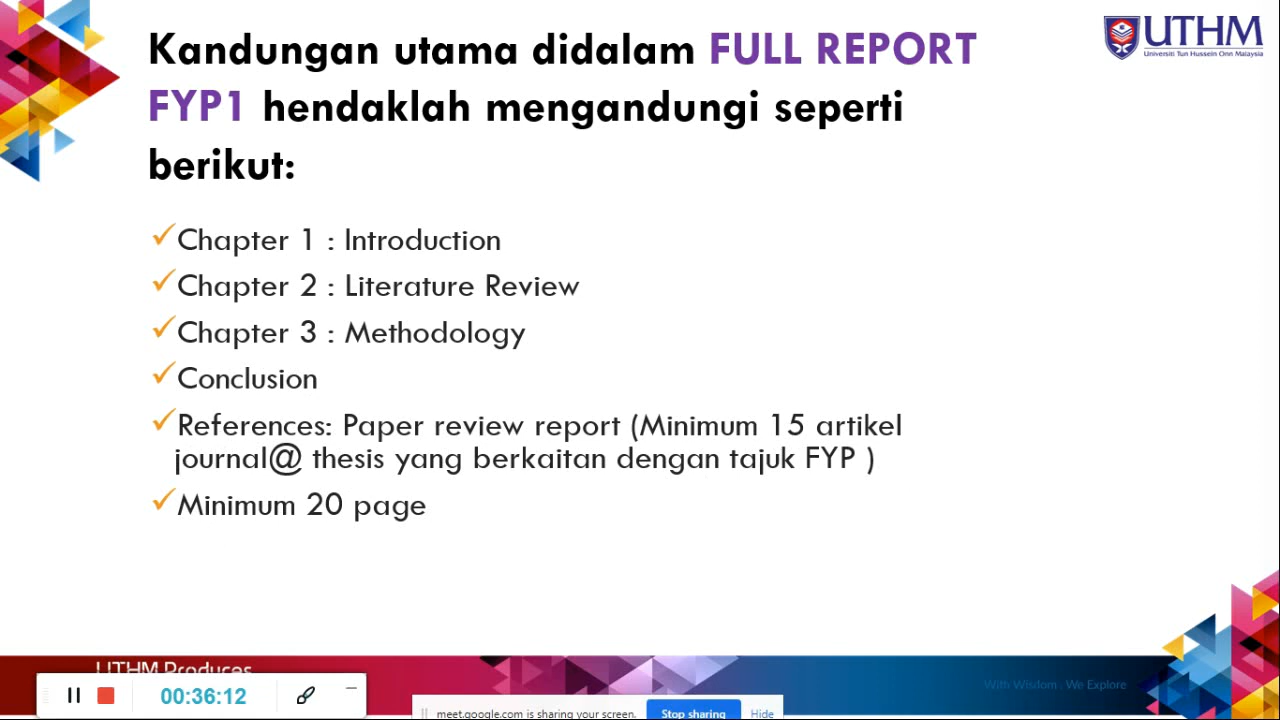 Kandungan utama didalam FULL REPORT
FYP1 hendaklah mengandungi seperti
berikut:
UTHM
Universiti Tun Hussein Onn Malaysia
Chapter 1 : Introduction
Chapter 2 : Literature Review
Chapter 3 : Methodology
Conclusion
References: Paper review report (Minimum 15 artikel
journal@ thesis yang berkaitan dengan tajuk FYP )
Minimum 20 page
UTHM Produces
With Wisdom . We Explore
00:36:12
meet.google.com is sharing your screen.
Stop sharing
Hide